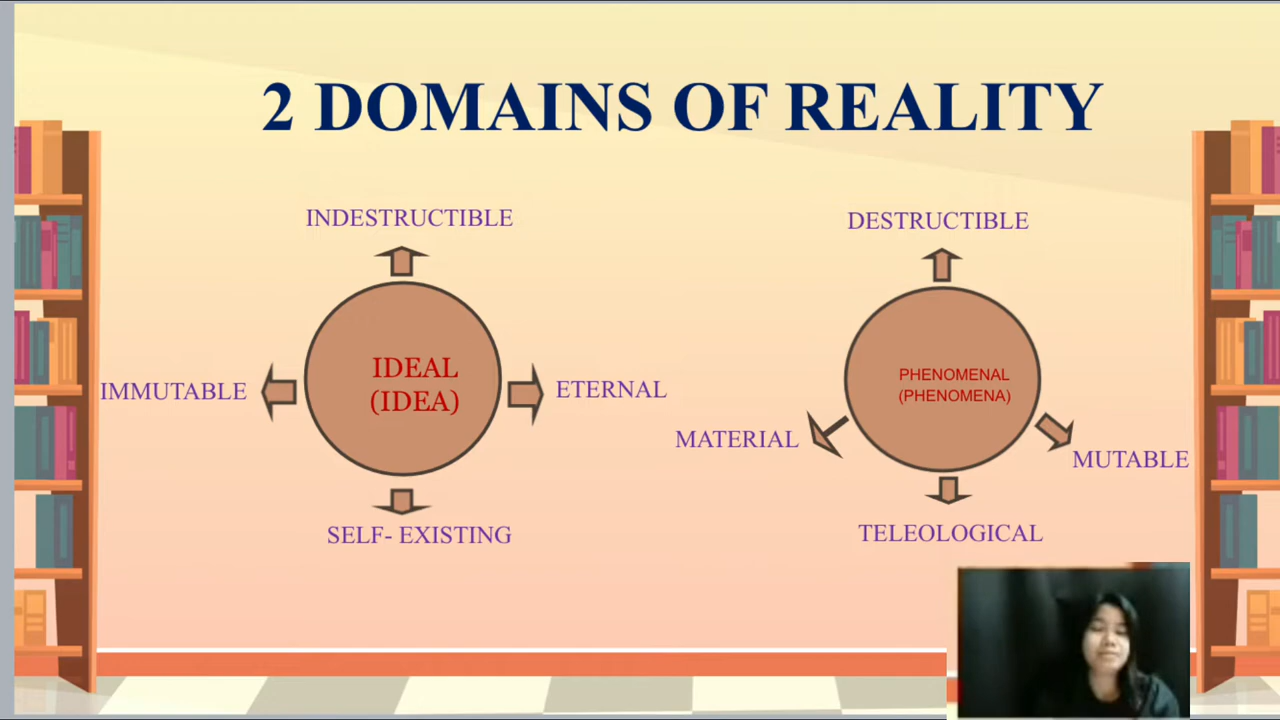 2 DOMAINS OF REALITY
INDESTRUCTIBLE
IMMUTABLE
IDEAL
(IDEA)
ETERNAL
SELF- EXISTING
DESTRUCTIBLE
PHENOMENAL
(PHENOMENA)
MATERIAL
MUTABLE
TELEOLOGICAL